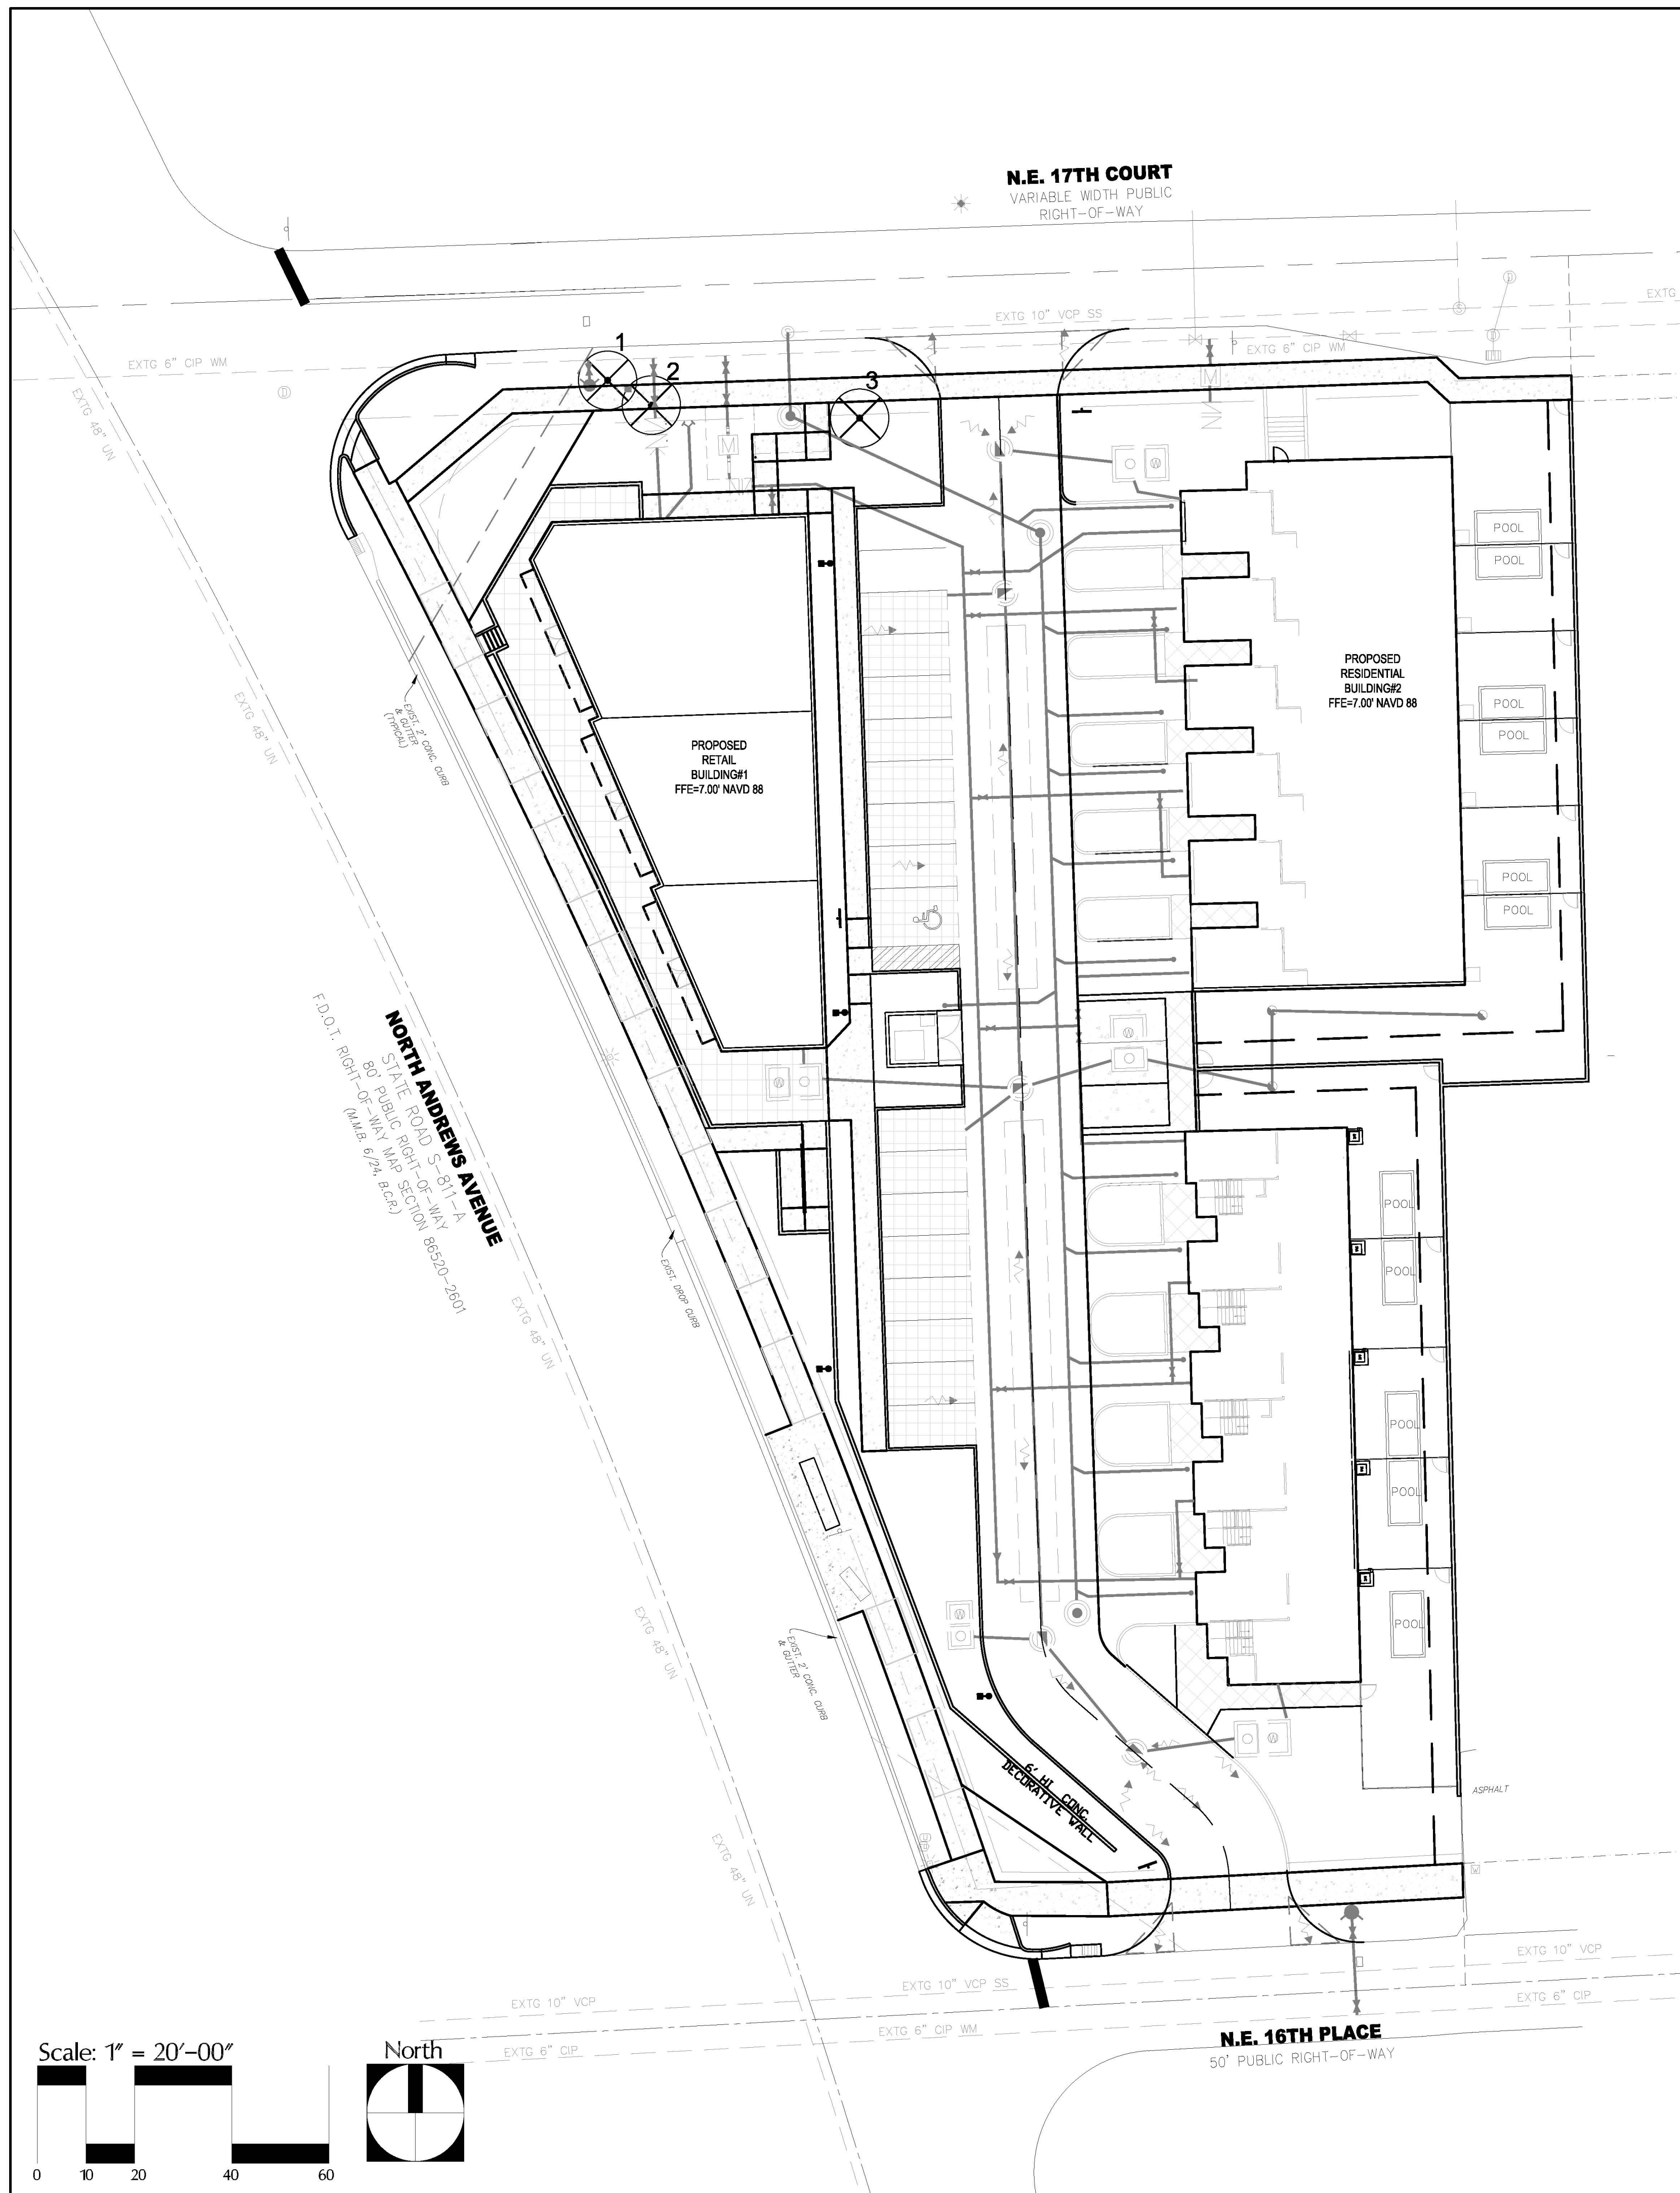 N.E. 17TH COURT
VARIABLE WIDTH PUBLIC
RIGHT-OF-WAY
EXTG
EXTG 10" VCP SS
EXTG 6" CIP WM
EXTG 6" CIP WM
1
2
3
M
M
W
EXTG 48" UN
EXTG 48" UN
POOL
POOL
PROPOSED
RESIDENTIAL
BUILDING#2
FFE=7.00' NAVD 88
POOL
POOL
EXIST. 2' CONC. CURB
& GUTTER
(TYPICAL)
PROPOSED
RETAIL
BUILDING#1
FFE=7.00' NAVD 88
POOL
POOL
NORTH ANDREWS AVENUE
STATE ROAD S-811-A
80' PUBLIC RIGHT-OF-WAY
F.D.O.T. RIGHT-OF-WAY MAP SECTION 86520-2601
(M.M.B. 6/24, B.C.R.)
W
W
POOL
POOL
EXIST. DROP CURB
EXTG 48" UN
POOL
POOL
EXTG 48" UN
EXIST. 2' CONC. CURB
& GUTTER
W
POOL
W
6' HI. CONC.
DECORATIVE WALL
ASPHALT
EXTG 48" UN
W
EXTG 10" VCP
EXTG 10" VCP SS
EXTG 10" VCP
EXTG 6" CIP
EXTG 6" CIP WM
EXTG 6" CIP
N.E. 16TH PLACE
50' PUBLIC RIGHT-OF-WAY
Scale: 1" = 20'-00"
North
0 10 20 40 60